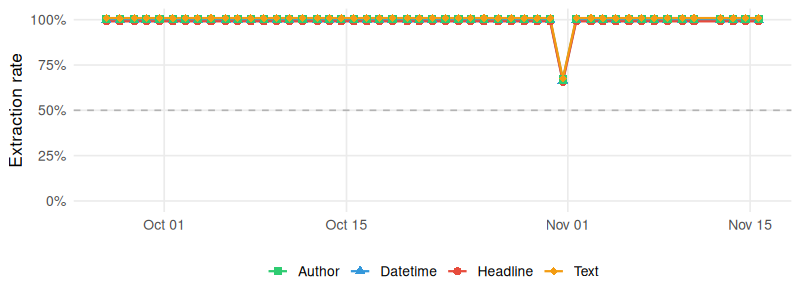 Extraction rate
100%
75%
50%
25%
0%
Oct 01 Oct 15 Nov 01 Nov 15
Author Datetime Headline Text